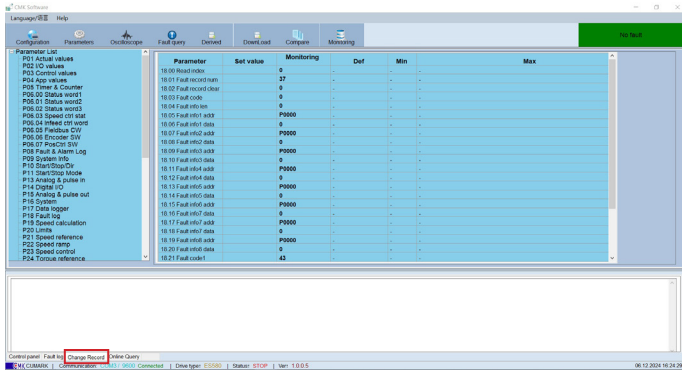 CMK Software
Language/语言 Help
Configuration Parameters Oscilloscope Fault query Derived DownLoad Compare Monitoring No fault
Parameter List
P01 Actual values
P02 I/O values
P03 Control values
P04 App values
P05 Timer & Counter
P06.00 Status word1
P06.01 Status word2
P06.02 Status word3
P06.03 Speed ctrl stat
P06.04 Infeed ctrl word
P06.05 Fieldbus CW
P06.06 Encoder SW
P06.07 PosCtrl SW
P08 Fault & Alarm Log
P09 System Info
P10 Start/Stop/Dir
P11 Start/Stop Mode
P13 Analog & pulse in
P14 Digital I/O
P15 Analog & pulse out
P16 System
P17 Data logger
P18 Fault log
P19 Speed calculation
P20 Limits
P21 Speed reference
P22 Speed ramp
P23 Speed control
P24 Torque reference
Parameter Set value Monitoring Def Min Max
18.00 Read index 0 - - -
18.01 Fault record num 37 - - -
18.02 Fault record clear 0 - - -
18.03 Fault code 0 - - -
18.04 Fault info len 0 - - -
18.05 Fault info1 addr P0000 - - -
18.06 Fault info1 data 0 - - -
18.07 Fault info2 addr P0000 - - -
18.08 Fault info2 data 0 - - -
18.09 Fault info3 addr P0000 - - -
18.10 Fault info3 data 0 - - -
18.11 Fault info4 addr P0000 - - -
18.12 Fault info4 data 0 - - -
18.13 Fault info5 addr P0000 - - -
18.14 Fault info5 data 0 - - -
18.15 Fault info6 addr P0000 - - -
18.16 Fault info7 data 0 - - -
18.17 Fault info7 addr P0000 - - -
18.18 Fault info7 data 0 - - -
18.19 Fault info8 addr P0000 - - -
18.20 Fault info8 data 0 - - -
18.21 Fault code1 43 - - -
Control panel Fault log Change Record Online Query
CUMARK | Communication: COM3 / 9600 Connected | Drive type: ES580 | Status: STOP | Ver: 1.0.0.5 06.12.2024 16:24:29